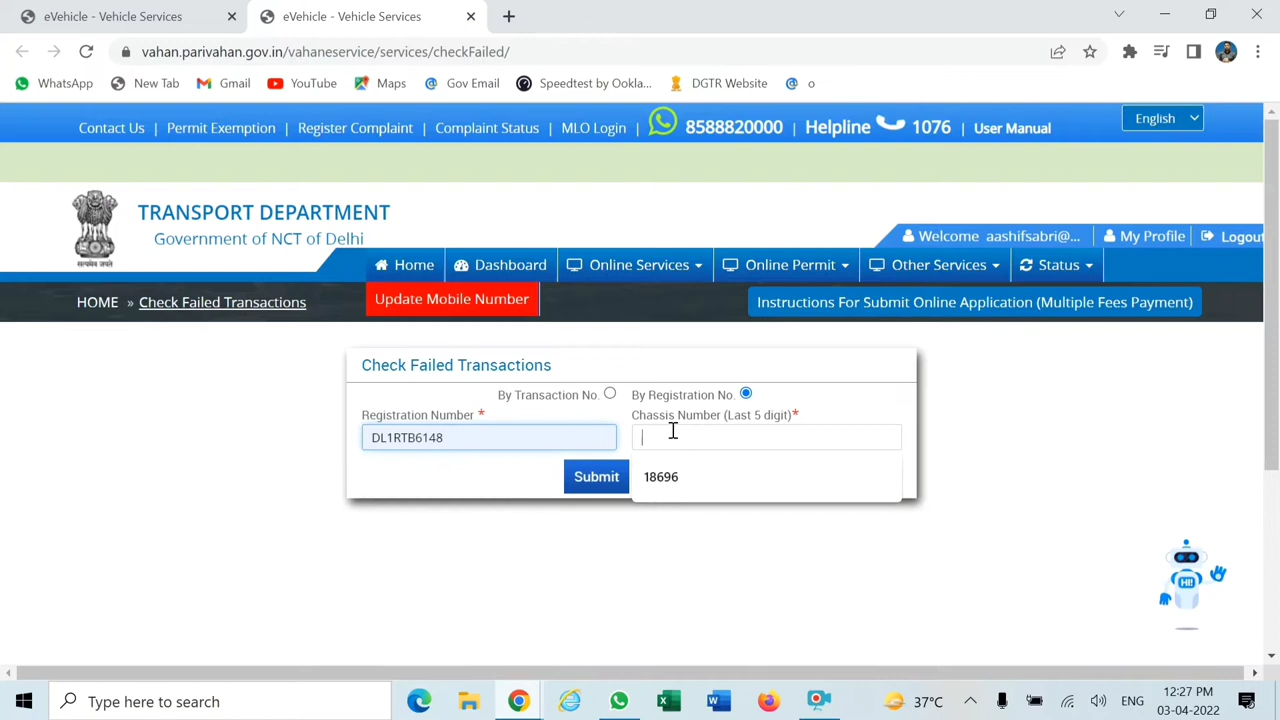 eVehicle - Vehicle Services
eVehicle - Vehicle Services
vahan.parivahan.gov.in/vahaneservice/services/checkFailed/
WhatsApp New Tab Gmail YouTube Maps Gov Email Speedtest by Ookla... DGTR Website o
Contact Us | Permit Exemption | Register Complaint | Complaint Status | MLO Login | 8588820000 | Helpline 1076 | User Manual
English
TRANSPORT DEPARTMENT
Government of NCT of Delhi
सत्यमेव जयते
Welcome aashifsabri@... My Profile Logout
Home Dashboard Online Services Online Permit Other Services Status
HOME » Check Failed Transactions
Update Mobile Number
Instructions For Submit Online Application (Multiple Fees Payment)
Check Failed Transactions
By Transaction No. By Registration No.
Registration Number * Chassis Number (Last 5 digit)*
DL1RTB6148
Submit
18696
HI!
Type here to search
37°C
ENG
12:27 PM
03-04-2022